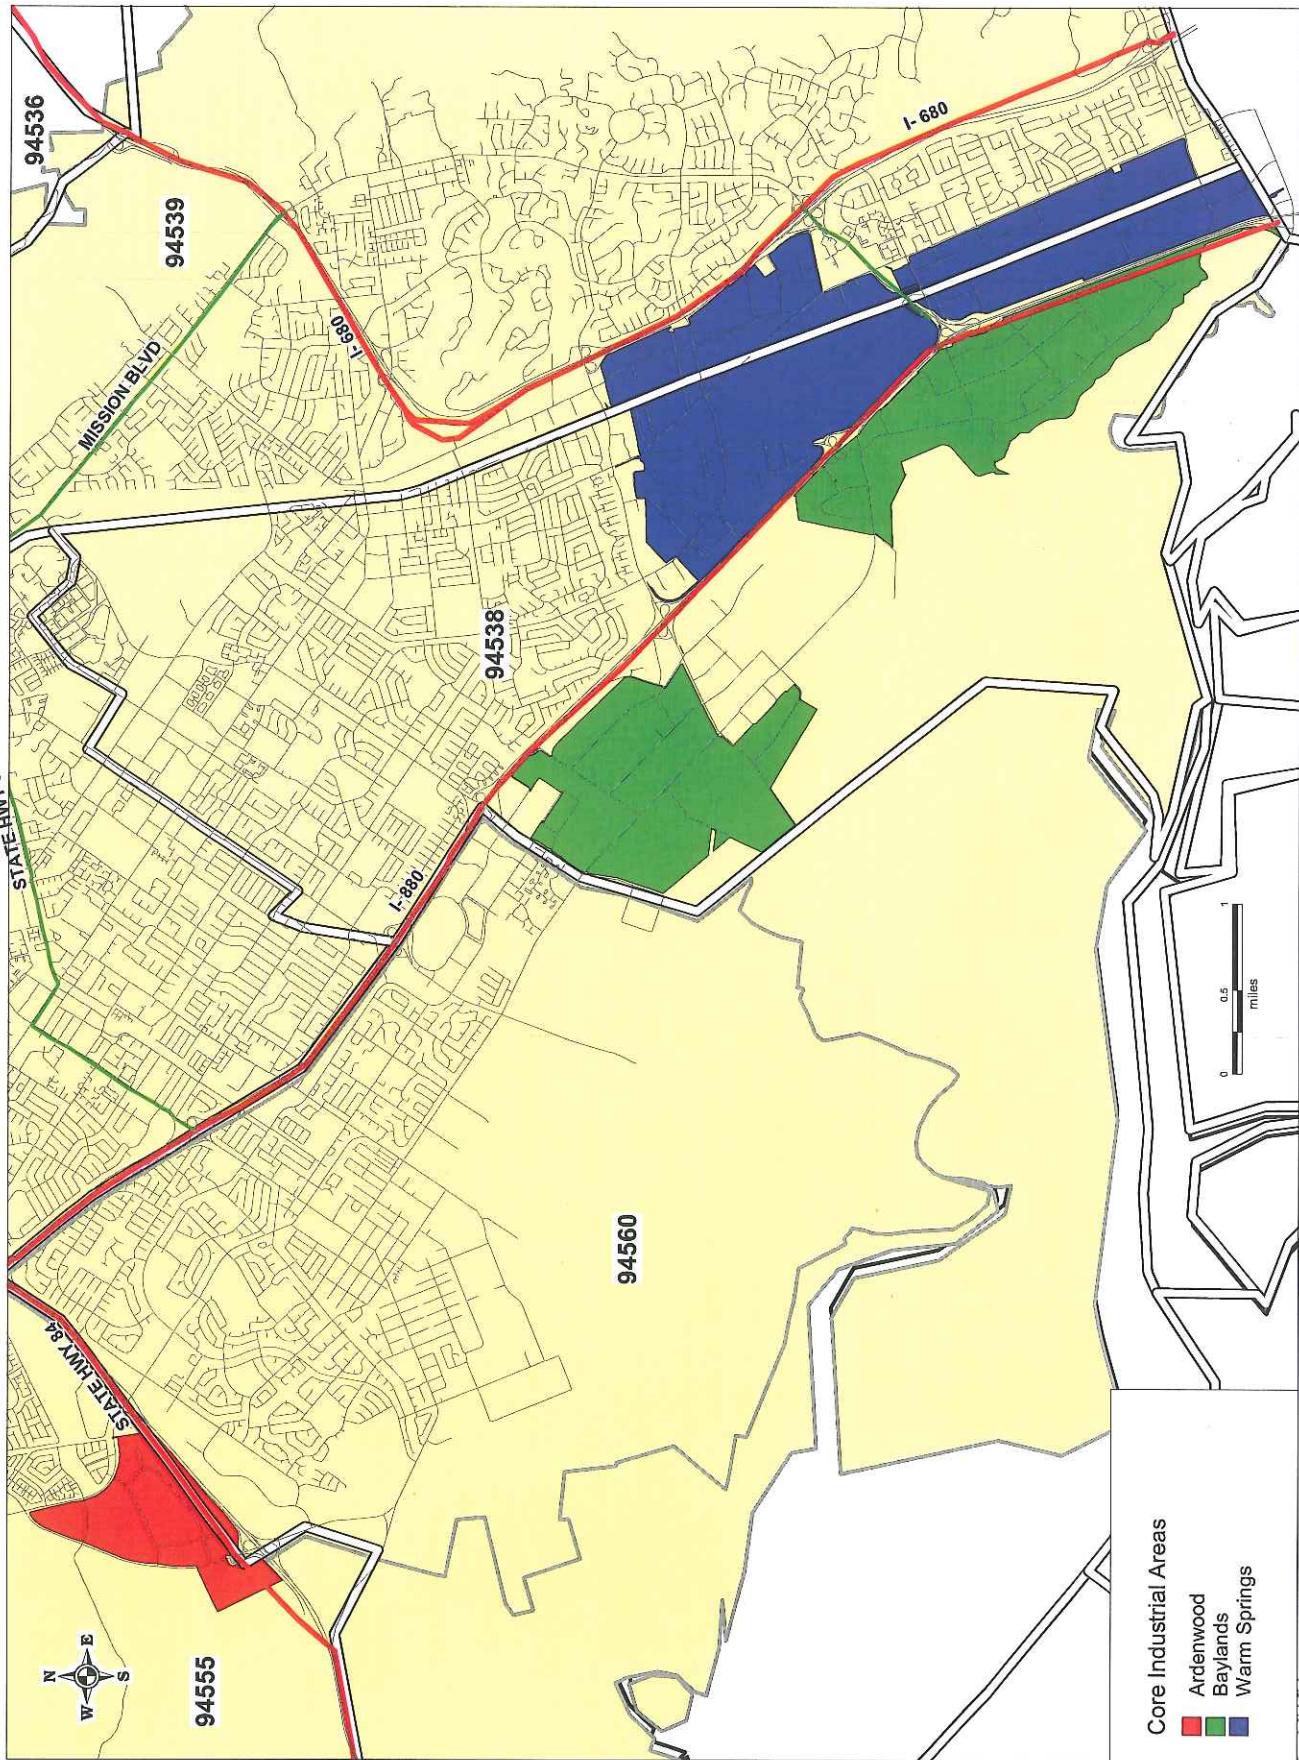 94536
94539
MISSION BLVD
I- 680
I- 680
94538
I- 880
STATE HWY
STATE HWY 84
94560
94555
N
W
E
S
0
0.5
1
miles
Core Industrial Areas
Ardenwood
Baylands
Warm Springs